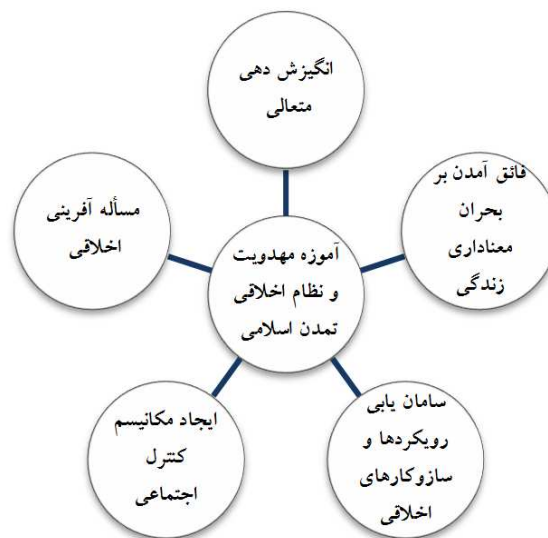 انگیزش دهی
متعالی
فائق آمدن بر
بحران
معناداری
زندگی
مسأله آفرینی
اخلاقی
آموزه مهدویت
و نظام اخلاقی
تمدن اسلامی
سامان یابی
رویکردها و
سازوکارهای
اخلاقی
ایجاد مکانیسم
کنترل
اجتماعی